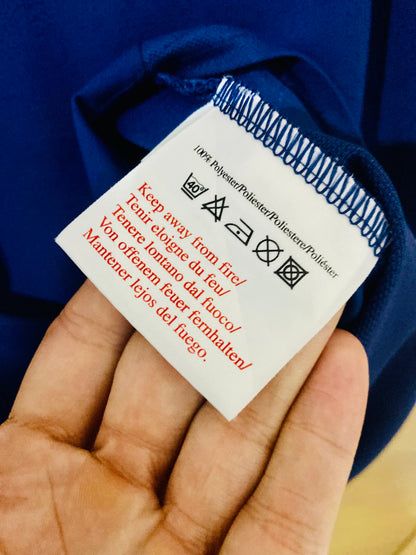 100% Polyester/Poliester/Poliestere/Poliéster
40°
Keep away from fire/
Tenir eloigne du feu/
Tenere lontano dal fuoco/
Von offenem feuer fernhalten/
Mantener lejos del fuego.